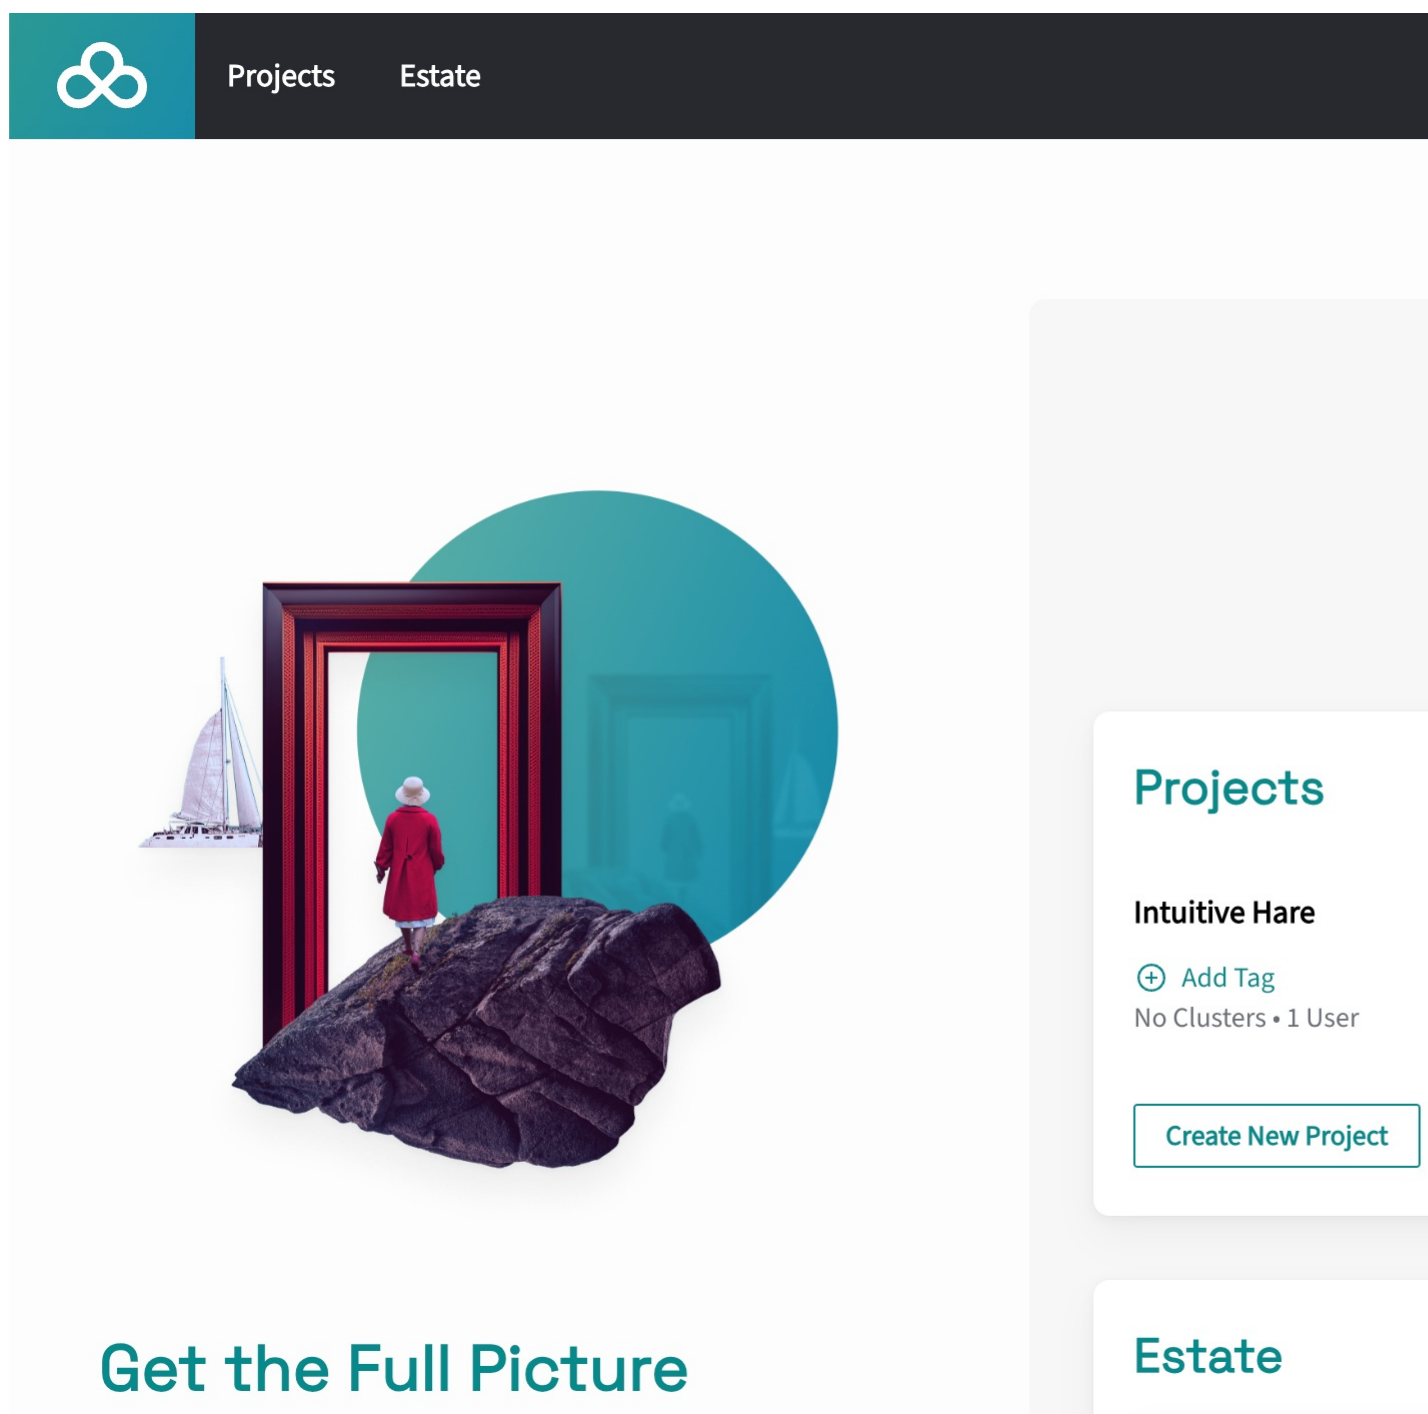 Projects Estate
Projects
Intuitive Hare
Add Tag
No Clusters • 1 User
Create New Project
Estate
Get the Full Picture